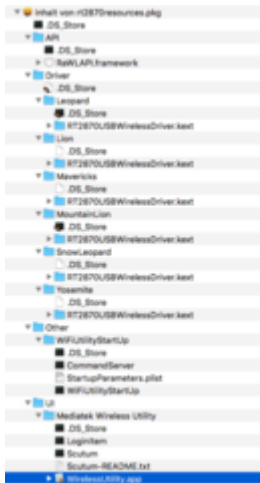 Inhalt von rt2870resources.pkg
.DS_Store
API
.DS_Store
RaWLAPI.framework
Driver
.DS_Store
Leopard
.DS_Store
RT2870USBWirelessDriver.kext
Lion
.DS_Store
RT2870USBWirelessDriver.kext
Mavericks
.DS_Store
RT2870USBWirelessDriver.kext
MountainLion
.DS_Store
RT2870USBWirelessDriver.kext
SnowLeopard
.DS_Store
RT2870USBWirelessDriver.kext
Yosemite
.DS_Store
RT2870USBWirelessDriver.kext
Other
WiFiUtilityStartUp
.DS_Store
CommandServer
StartupParameters.plist
WiFiUtilityStartUp
UI
Mediatek Wireless Utility
.DS_Store
LoginItem
Scutum
Scutum-README.txt
WirelessUtility.app